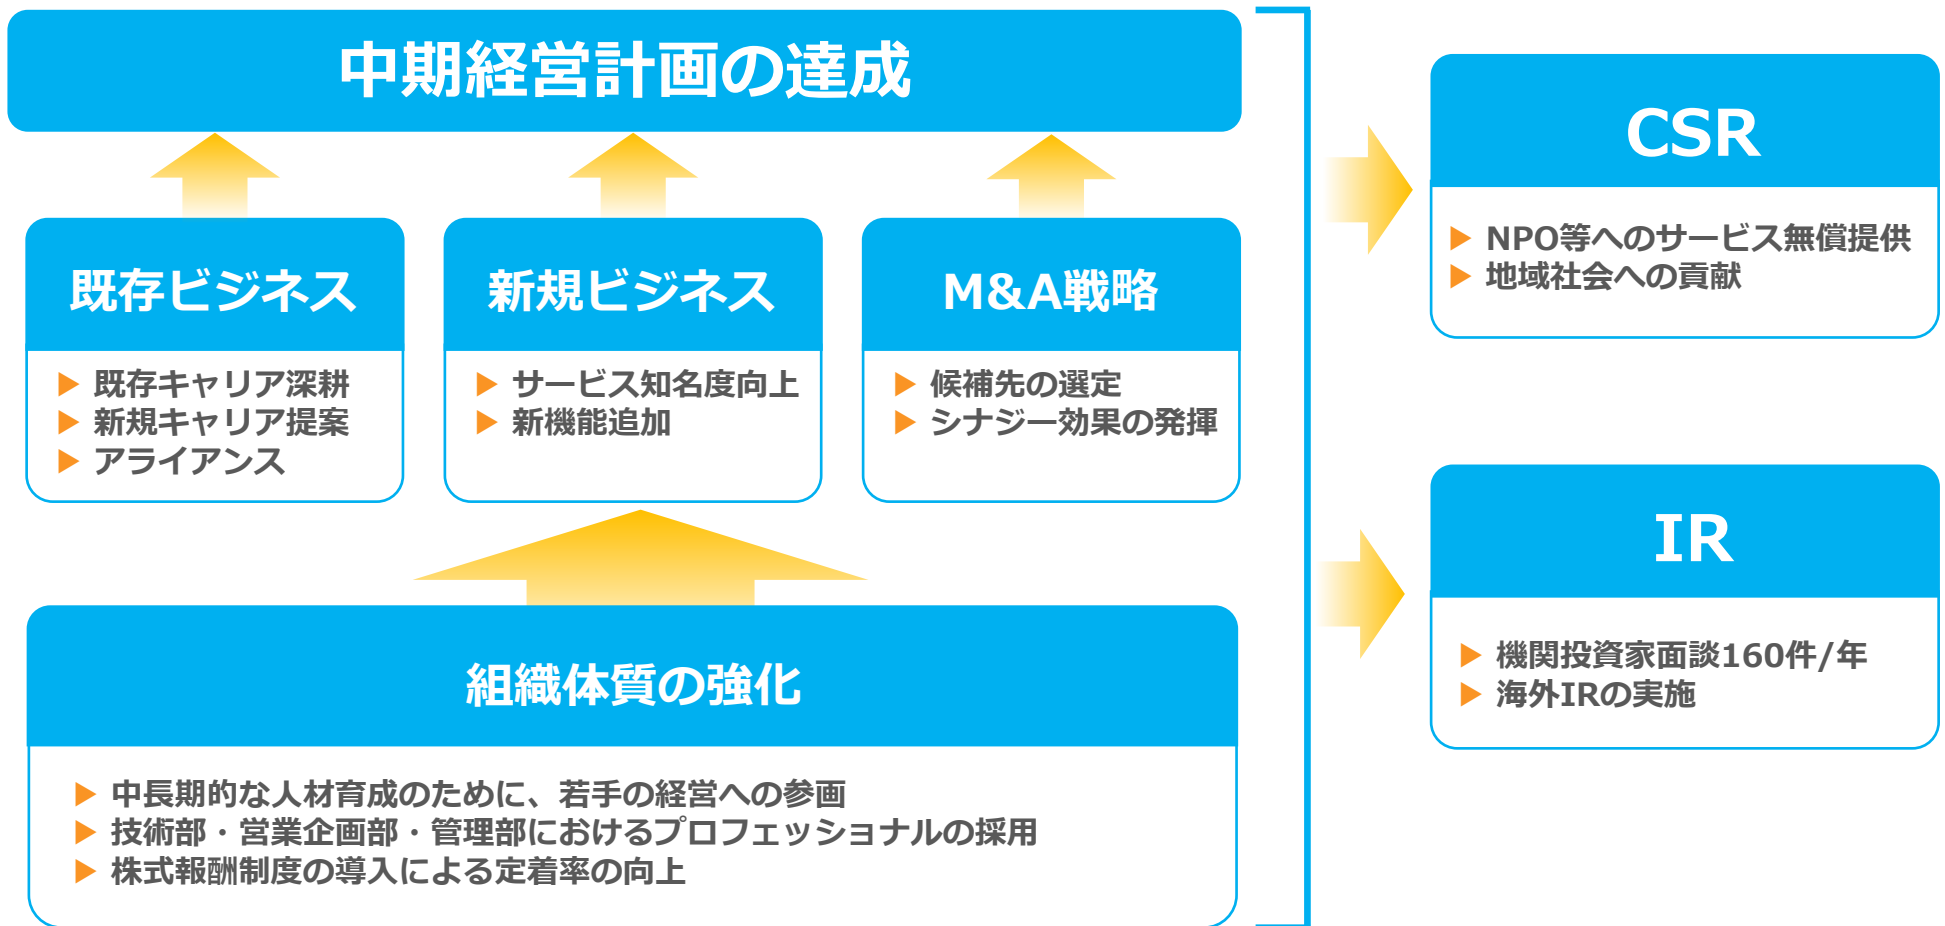 中期経営計画の達成
既存ビジネス
▶ 既存キャリア深耕
▶ 新規キャリア提案
▶ アライアンス
新規ビジネス
▶ サービス知名度向上
▶ 新機能追加
M&A戦略
▶ 候補先の選定
▶ シナジー効果の発揮
組織体質の強化
▶ 中長期的な人材育成のために、若手の経営への参画
▶ 技術部・営業企画部・管理部におけるプロフェッショナルの採用
▶ 株式報酬制度の導入による定着率の向上
CSR
▶ NPO等へのサービス無償提供
▶ 地域社会への貢献
IR
▶ 機関投資家面談160件/年
▶ 海外IRの実施